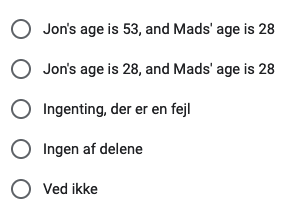 Jon's age is 53, and Mads' age is 28
Jon's age is 28, and Mads' age is 28
Ingenting, der er en fejl
Ingen af delene
Ved ikke